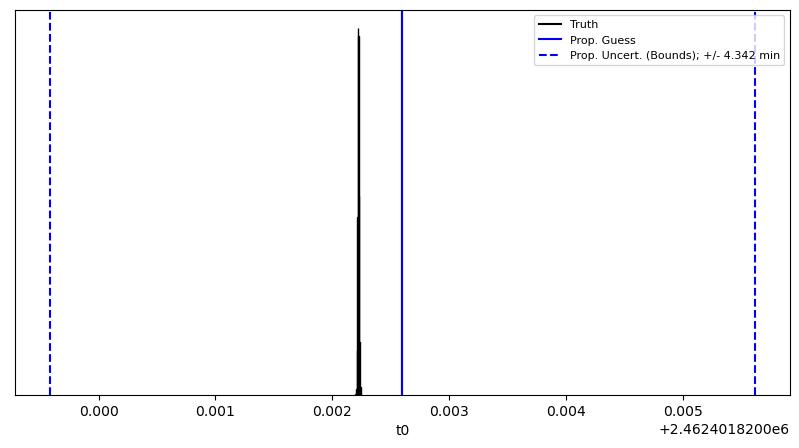 Truth
Prop. Guess
Prop. Uncert. (Bounds); +/- 4.342 min
0.000 0.001 0.002 0.003 0.004 0.005
t0
+2.4624018200e6